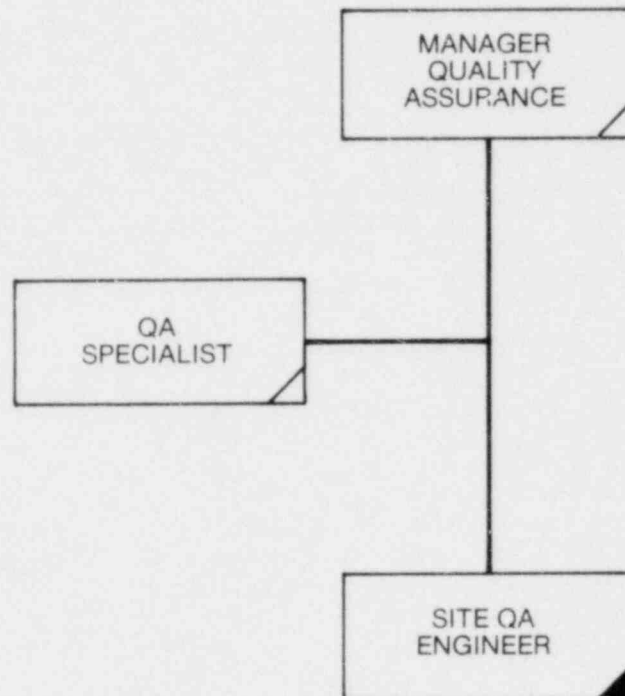 MANAGER
QUALITY
ASSURANCE
QA
SPECIALIST
SITE QA
ENGINEER